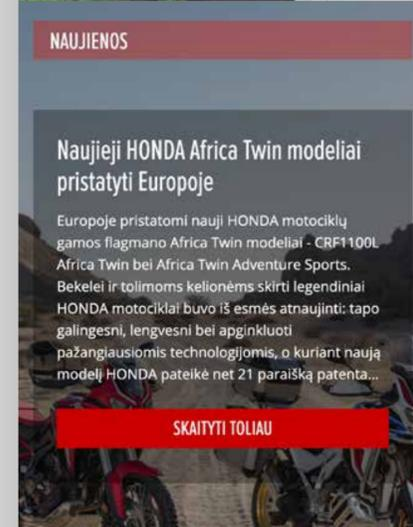 NAUJIENOS
Naujieji HONDA Africa Twin modeliai
pristatyti Europoje
Europoje pristatomi nauji HONDA motociklų
gamos flagmano Africa Twin modeliai - CRF1100L
Africa Twin bei Africa Twin Adventure Sports.
Bekelei ir tolimoms kelionėms skirti legendiniai
HONDA motociklai buvo iš esmės atnaujinti: tapo
galingesni, lengvesni bei apginkluoti
pažangiausiomis technologijomis, o kuriant naują
modelį HONDA pateikė net 21 paraišką patenta...
SKAITYTI TOLIAU